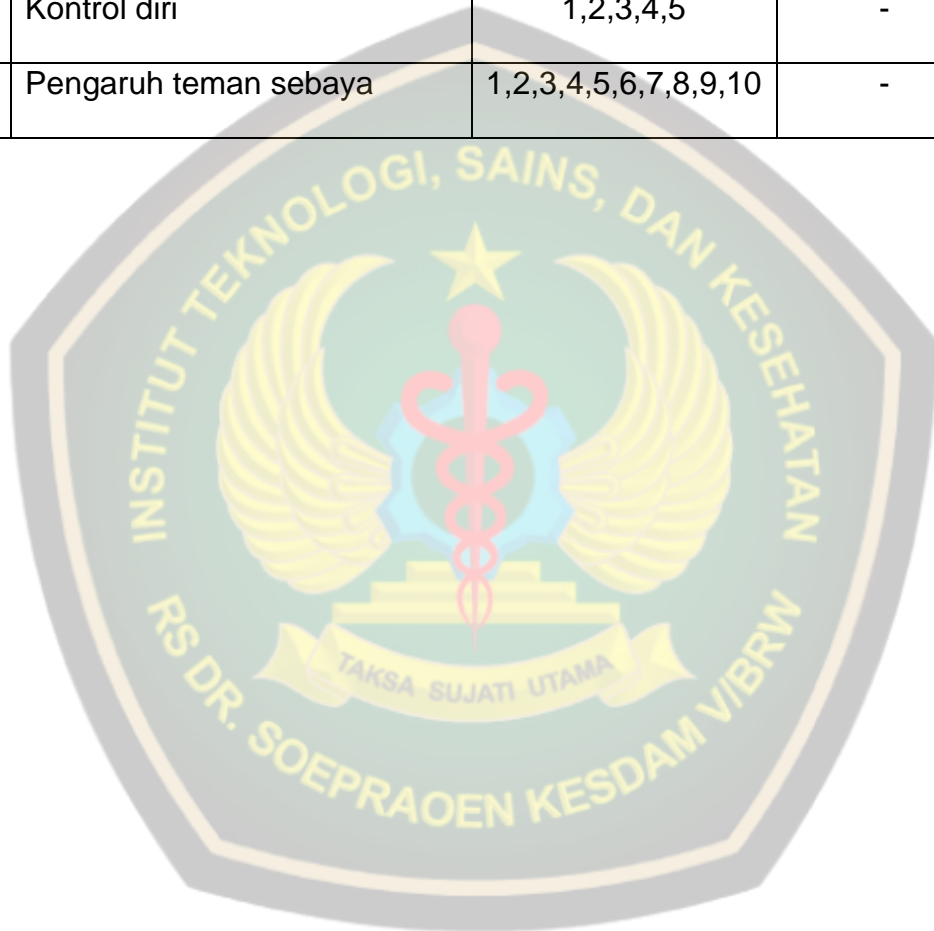 Kontrol diri 1,2,3,4,5 -
Pengaruh teman sebaya 1,2,3,4,5,6,7,8,9,10 -
INSTITUT TEKNOLOGI, SAINS, DAN KESEHATAN
TAKSA SUJATI UTAMA
RS DR. SOEPRAOEN KESDAM V/BRW